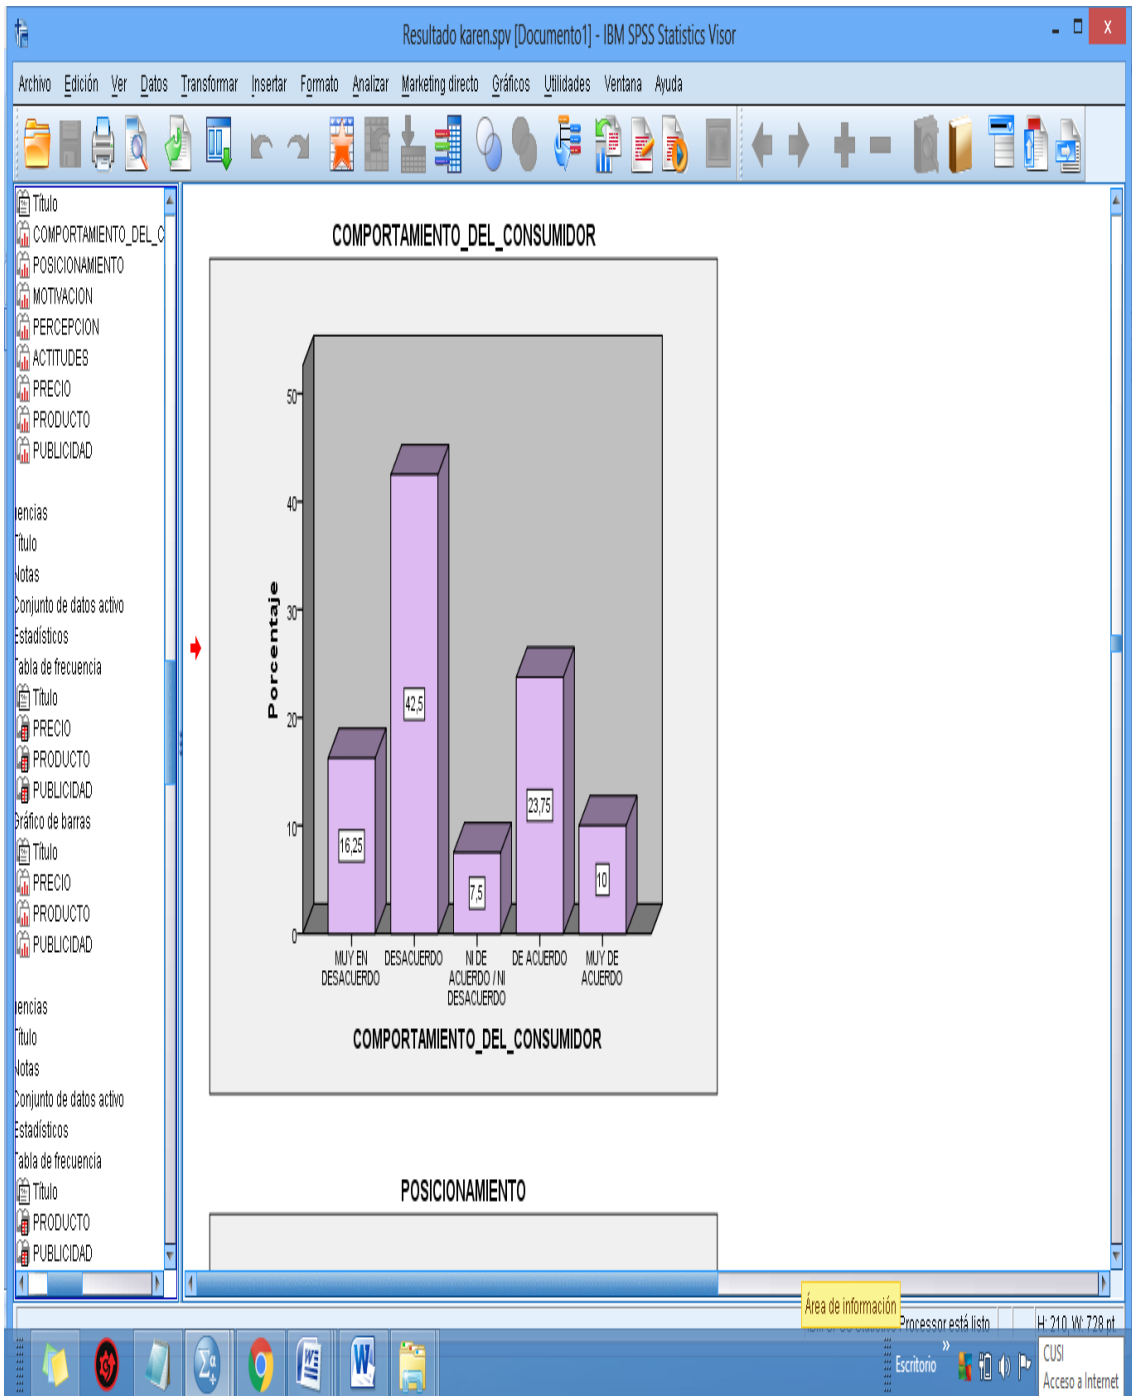 Resultado karen.spv [Documento1] - IBM SPSS Statistics Visor
Archivo Edición Ver Datos Transformar Insertar Formato Analizar Marketing directo Gráficos Utilidades Ventana Ayuda
Título
COMPORTAMIENTO_DEL_C
POSICIONAMIENTO
MOTIVACION
PERCEPCION
ACTITUDES
PRECIO
PRODUCTO
PUBLICIDAD
iencias
Título
Notas
Conjunto de datos activo
Estadísticos
Tabla de frecuencia
Título
PRECIO
PRODUCTO
PUBLICIDAD
Gráfico de barras
Título
PRECIO
PRODUCTO
PUBLICIDAD
iencias
Título
Notas
Conjunto de datos activo
Estadísticos
Tabla de frecuencia
Título
PRODUCTO
PUBLICIDAD
COMPORTAMIENTO_DEL_CONSUMIDOR
Porcentaje
50
40
30
20
10
0
16,25
42,5
7,5
23,75
10
MUY EN DESACUERDO
DESACUERDO
NI DE ACUERDO / NI DESACUERDO
DE ACUERDO
MUY DE ACUERDO
COMPORTAMIENTO_DEL_CONSUMIDOR
POSICIONAMIENTO
Área de información
Processor está listo
H: 210, W: 728 pt.
Escritorio
CUSI
Acceso a Internet